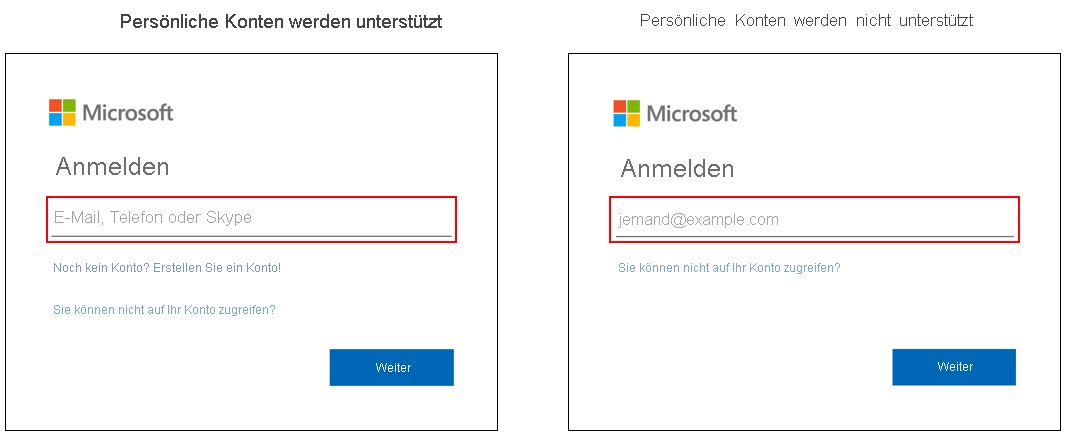 Persönliche Konten werden unterstützt
Microsoft
Anmelden
E-Mail, Telefon oder Skype
Noch kein Konto? Erstellen Sie ein Konto!
Sie können nicht auf Ihr Konto zugreifen?
Weiter
Persönliche Konten werden nicht unterstützt
Microsoft
Anmelden
jemand@example.com
Sie können nicht auf Ihr Konto zugreifen?
Weiter